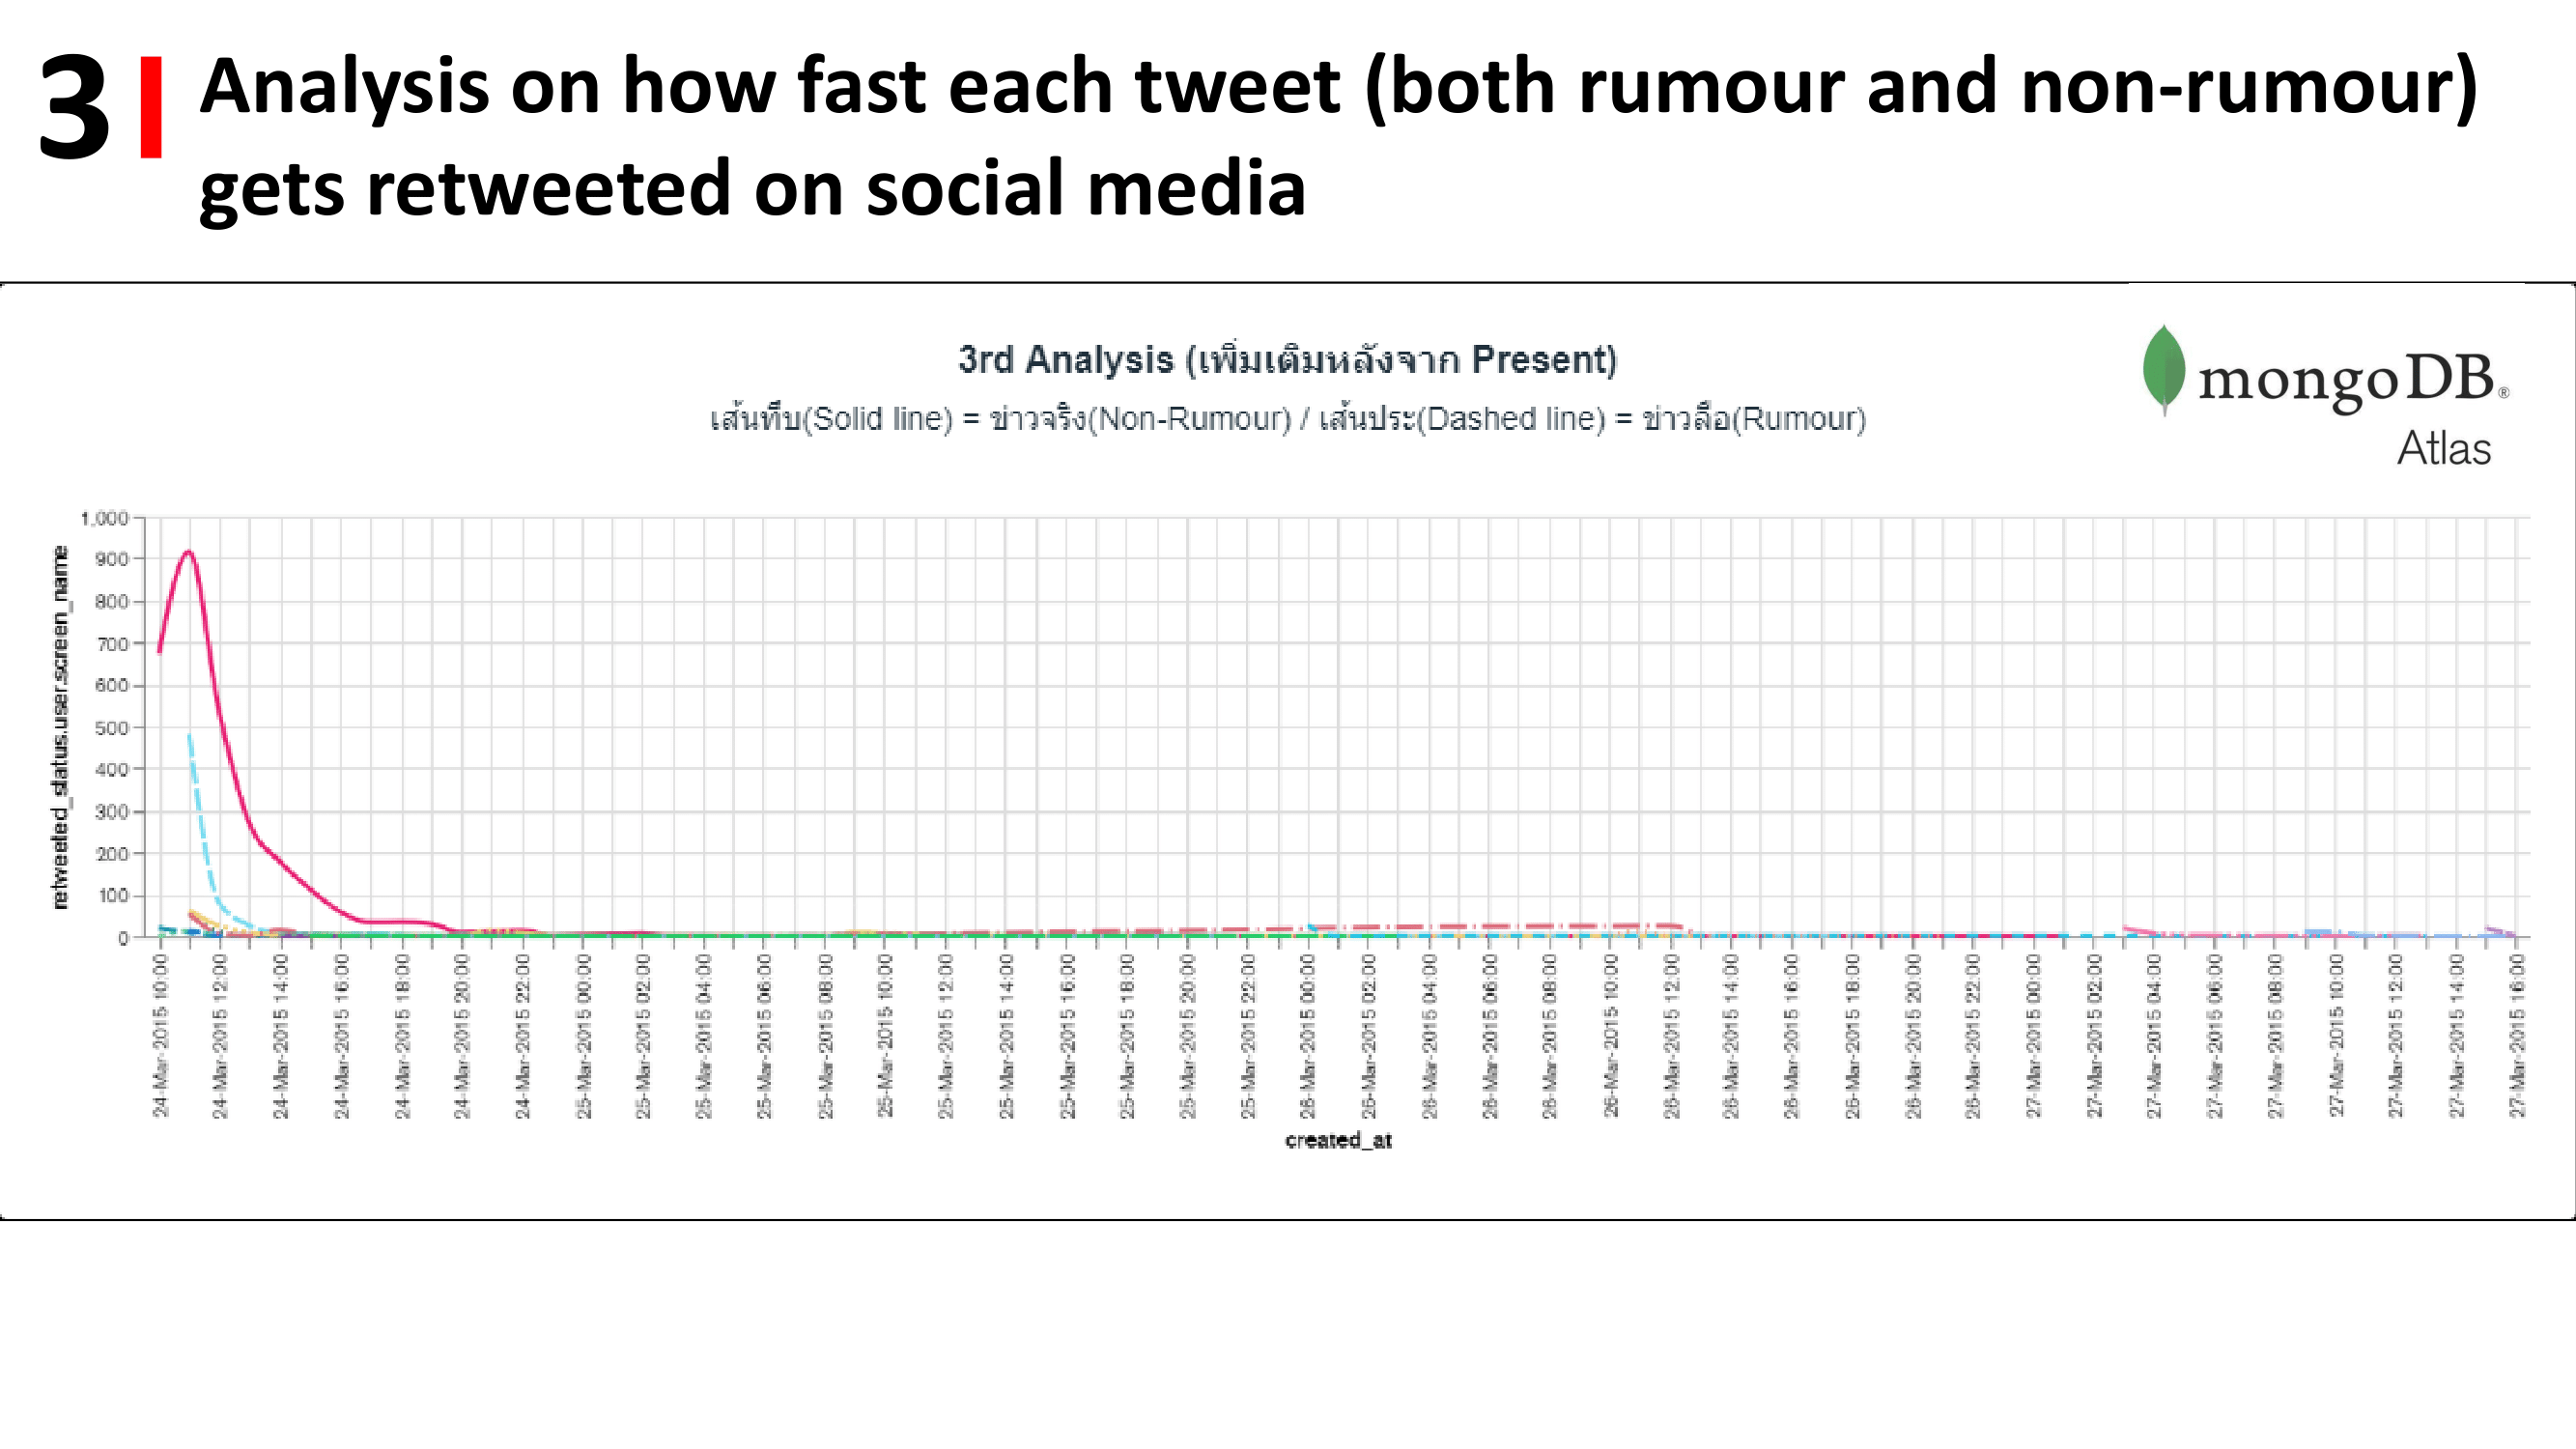 3
Analysis on how fast each tweet (both rumour and non-rumour)
gets retweeted on social media
3rd Analysis (เพิ่มเติมหลังจาก Present)
เส้นทึบ(Solid line) = ข่าวจริง(Non-Rumour) / เส้นประ(Dashed line) = ข่าวลือ(Rumour)
mongoDB®
Atlas
retweeted_status.user.screen_name
1,000
900
800
700
600
500
400
300
200
100
0
24-Mar-2015 10:00
24-Mar-2015 12:00
24-Mar-2015 14:00
24-Mar-2015 16:00
24-Mar-2015 18:00
24-Mar-2015 20:00
24-Mar-2015 22:00
25-Mar-2015 00:00
25-Mar-2015 02:00
25-Mar-2015 04:00
25-Mar-2015 06:00
25-Mar-2015 08:00
25-Mar-2015 10:00
25-Mar-2015 12:00
25-Mar-2015 14:00
25-Mar-2015 16:00
25-Mar-2015 18:00
25-Mar-2015 20:00
25-Mar-2015 22:00
26-Mar-2015 00:00
26-Mar-2015 02:00
26-Mar-2015 04:00
26-Mar-2015 06:00
26-Mar-2015 08:00
26-Mar-2015 10:00
26-Mar-2015 12:00
26-Mar-2015 14:00
26-Mar-2015 16:00
26-Mar-2015 18:00
26-Mar-2015 20:00
26-Mar-2015 22:00
27-Mar-2015 00:00
27-Mar-2015 02:00
27-Mar-2015 04:00
27-Mar-2015 06:00
27-Mar-2015 08:00
27-Mar-2015 10:00
27-Mar-2015 12:00
27-Mar-2015 14:00
27-Mar-2015 16:00
created_at